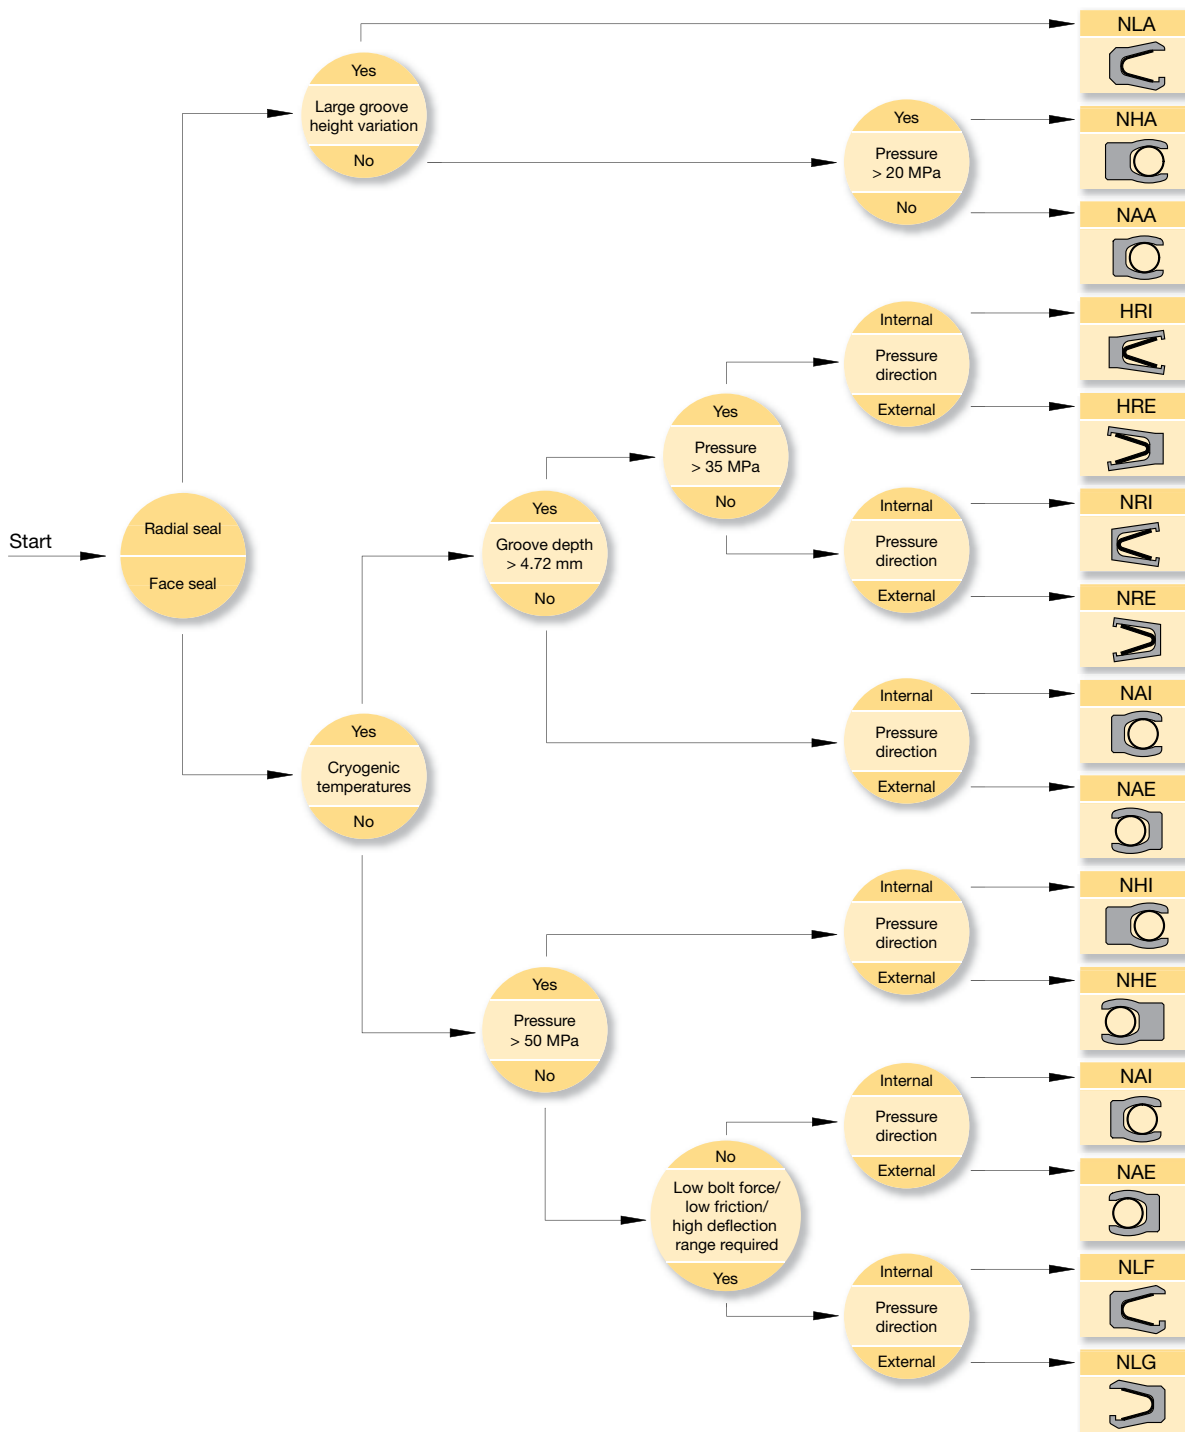 NLA
Yes
Large groove
height variation
No
NHA
Yes
Pressure
> 20 MPa
No
NAA
HRI
Internal
Pressure
direction
External
HRE
Yes
Pressure
> 35 MPa
No
NRI
Internal
Pressure
direction
External
NRE
Start
Radial seal
Face seal
Yes
Groove depth
> 4.72 mm
No
NAI
Internal
Pressure
direction
External
NAE
Yes
Cryogenic
temperatures
No
NHI
Internal
Pressure
direction
External
NHE
Yes
Pressure
> 50 MPa
No
NAI
Internal
Pressure
direction
External
NAE
No
Low bolt force/
low friction/
high deflection
range required
Yes
NLF
Internal
Pressure
direction
External
NLG